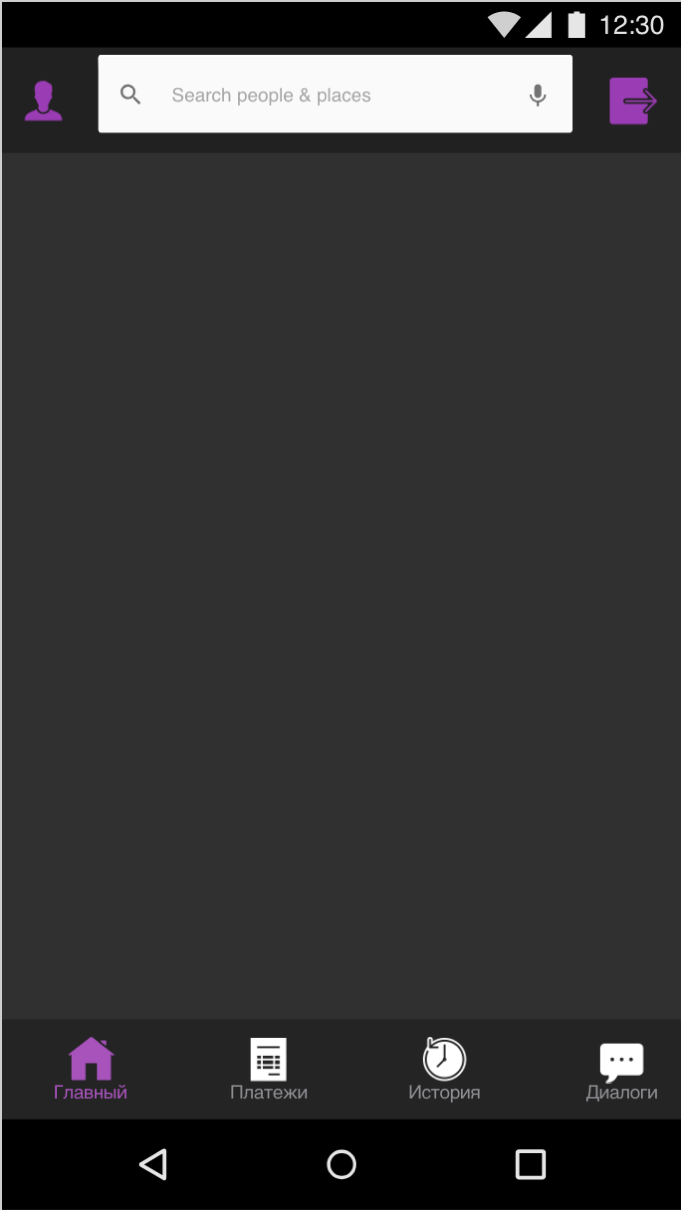 12:30
Search people & places
Главный
Платежи
История
Диалоги